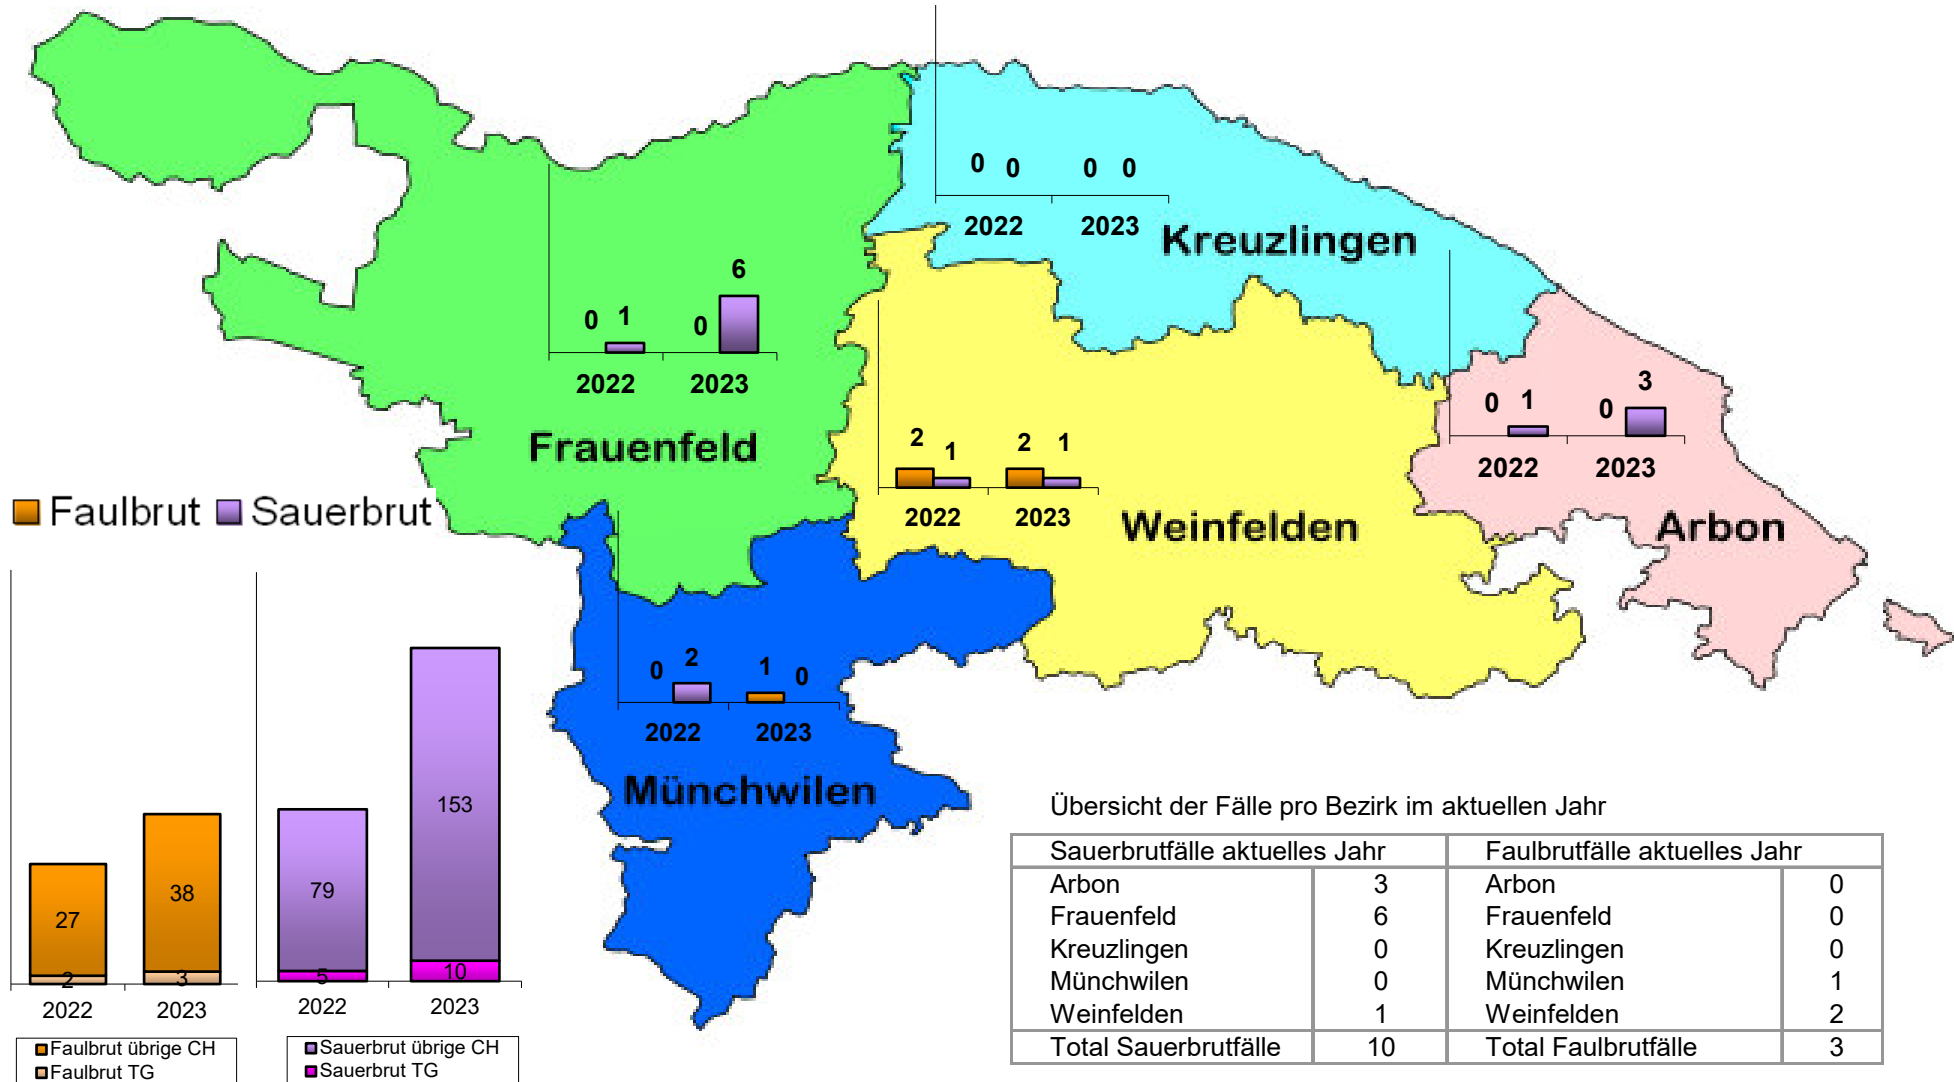 0 0 0 0
2022 2023
Kreuzlingen
0 1 0 6
2022 2023
Frauenfeld
0 1 0 3
2022 2023
Arbon
2 1 2 1
2022 2023
Weinfelden
Faulbrut Sauerbrut
0 2 1 0
2022 2023
Münchwilen
27 38
2 3
2022 2023
Faulbrut übrige CH
Faulbrut TG
79 153
5 10
2022 2023
Sauerbrut übrige CH
Sauerbrut TG
Übersicht der Fälle pro Bezirk im aktuellen Jahr
Sauerbrutfälle aktuelles Jahr Faulbrutfälle aktuelles Jahr
Arbon 3 Arbon 0
Frauenfeld 6 Frauenfeld 0
Kreuzlingen 0 Kreuzlingen 0
Münchwilen 0 Münchwilen 1
Weinfelden 1 Weinfelden 2
Total Sauerbrutfälle 10 Total Faulbrutfälle 3